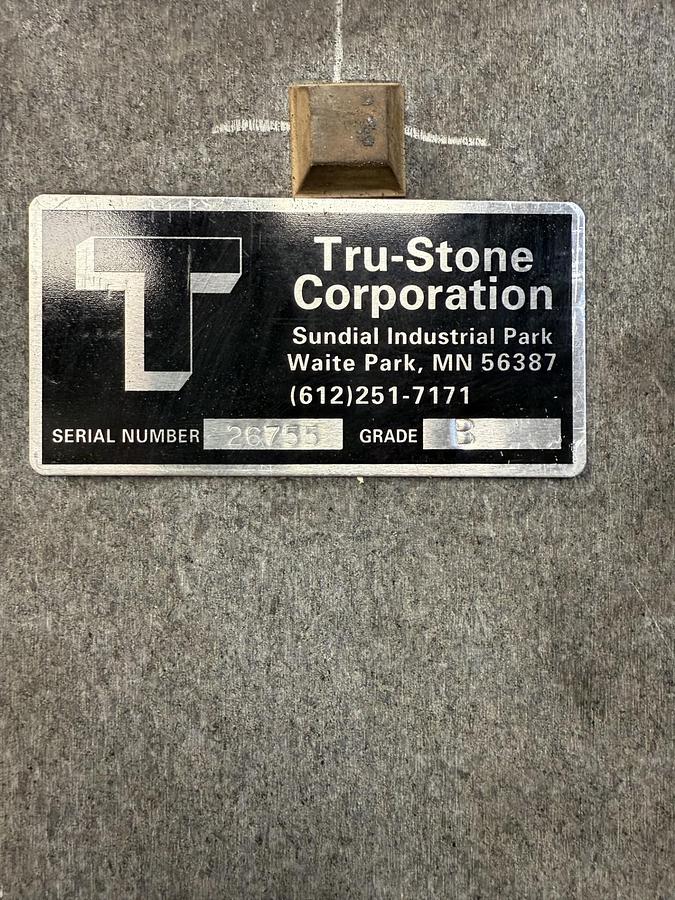 Tru-Stone
Corporation
Sundial Industrial Park
Waite Park, MN 56387
(612)251-7171
SERIAL NUMBER 26755 GRADE B